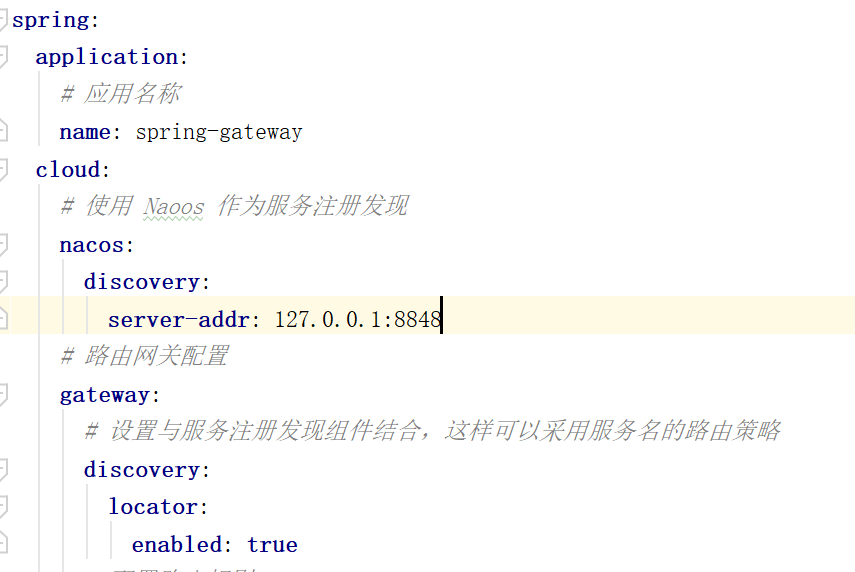 spring:
application:
# 应用名称
name: spring-gateway
cloud:
# 使用 Naoos 作为服务注册发现
nacos:
discovery:
server-addr: 127.0.0.1:8848
# 路由网关配置
gateway:
# 设置与服务注册发现组件结合，这样可以采用服务名的路由策略
discovery:
locator:
enabled: true